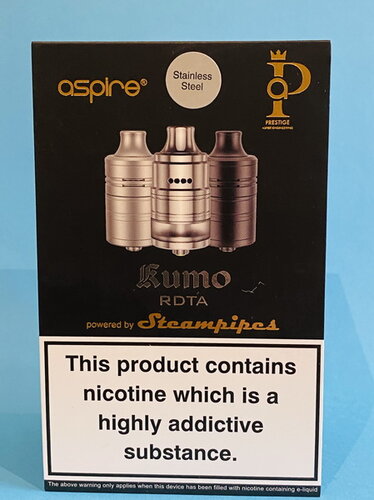 aspire®
Stainless
Steel
PRESTIGE
Kumo
RDTA
powered by Steampipes
This product contains
nicotine which is a
highly addictive
substance.
The above warning only applies when this device has been filled with nicotine containing e-liquid